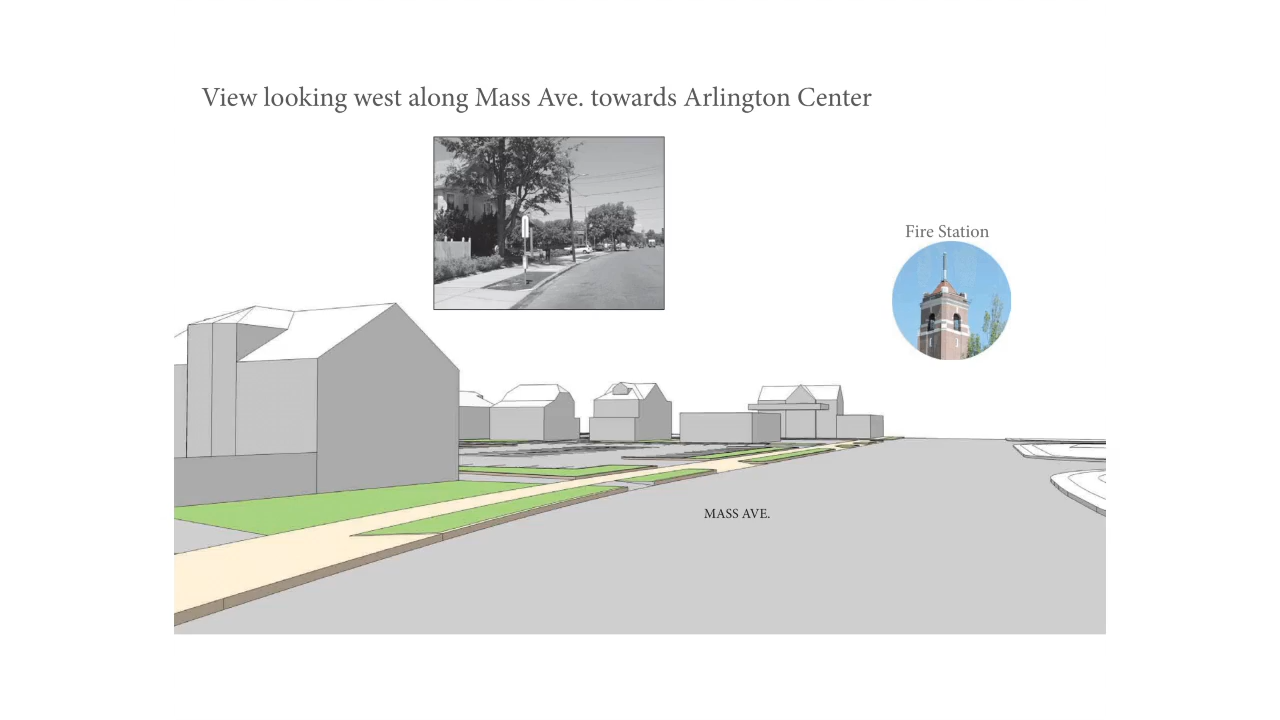 View looking west along Mass Ave. towards Arlington Center
Fire Station
MASS AVE.